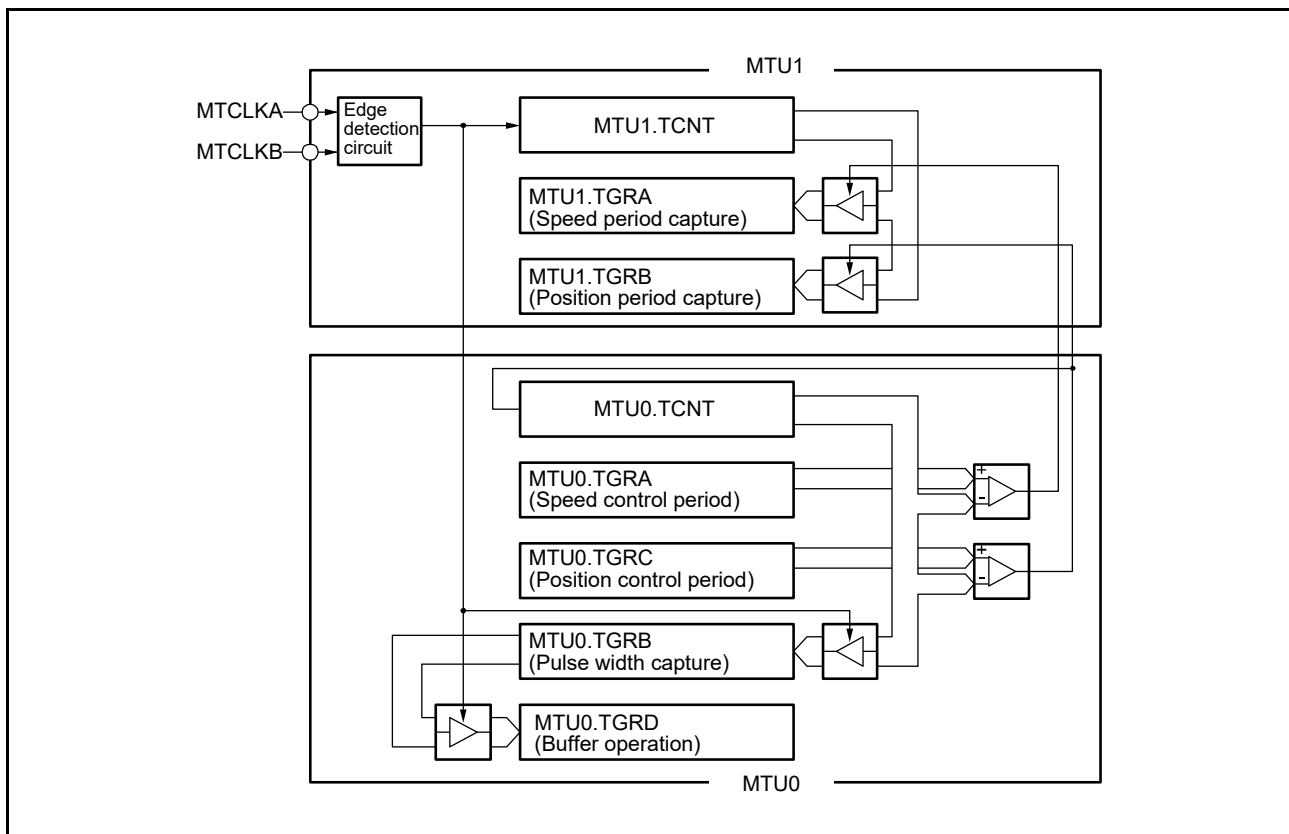 MTU1
MTCLKA
MTCLKB
Edge
detection
circuit
MTU1.TCNT
MTU1.TGRA
(Speed period capture)
MTU1.TGRB
(Position period capture)
MTU0.TCNT
MTU0.TGRA
(Speed control period)
+
-
MTU0.TGRC
(Position control period)
+
-
MTU0.TGRB
(Pulse width capture)
MTU0.TGRD
(Buffer operation)
MTU0